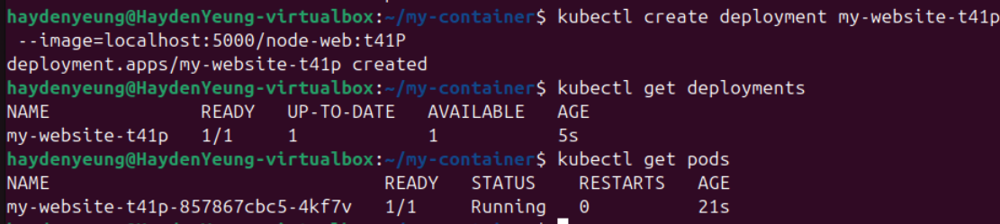 haydenyeung@HaydenYeung-virtualbox:~/my-container$ kubectl create deployment my-website-t41p
 --image=localhost:5000/node-web:t41P
deployment.apps/my-website-t41p created
haydenyeung@HaydenYeung-virtualbox:~/my-container$ kubectl get deployments
NAME              READY   UP-TO-DATE   AVAILABLE   AGE
my-website-t41p   1/1     1            1           5s
haydenyeung@HaydenYeung-virtualbox:~/my-container$ kubectl get pods
NAME                               READY   STATUS    RESTARTS   AGE
my-website-t41p-857867cbc5-4kf7v   1/1     Running   0          21s